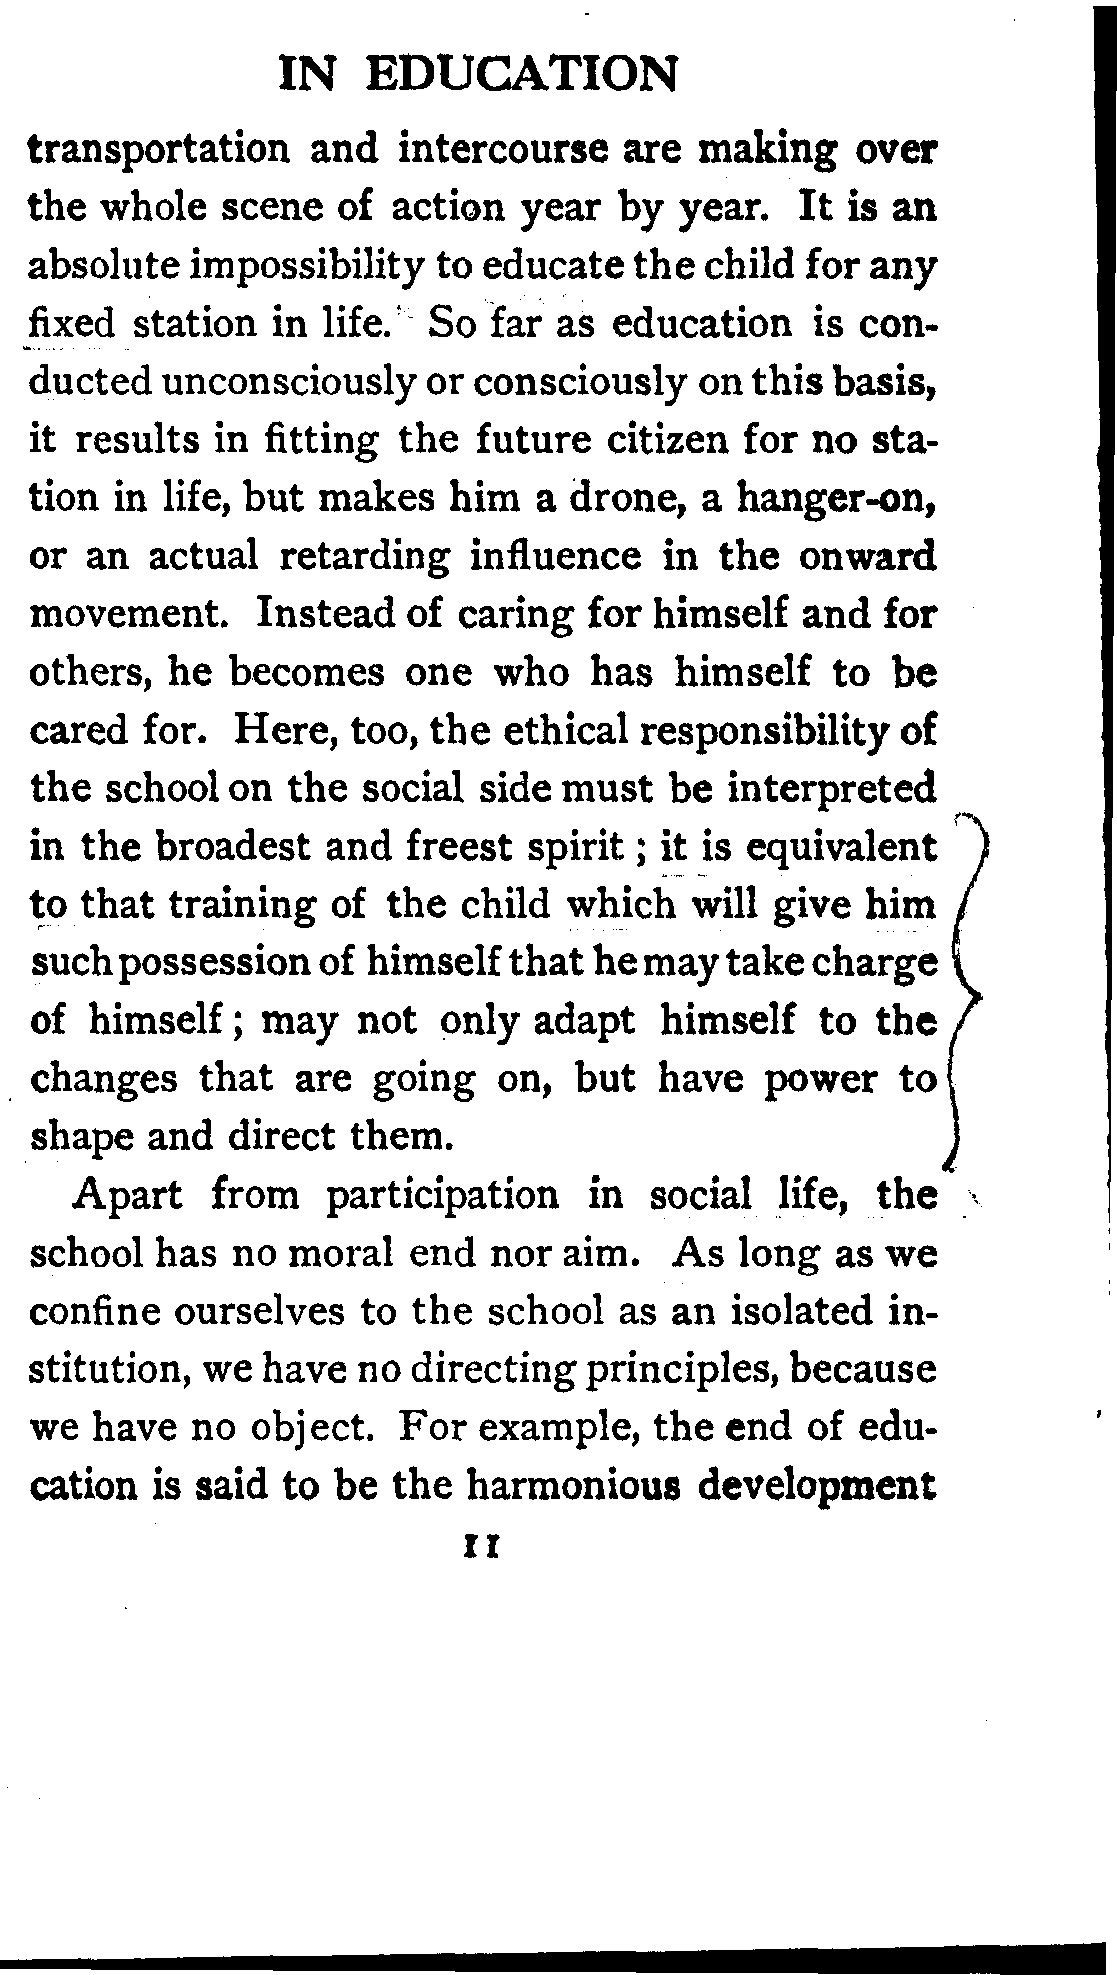 IN EDUCATION
transportation and intercourse are making over
the whole scene of action year by year. It is an
absolute impossibility to educate the child for any
fixed station in life. So far as education is con-
ducted unconsciously or consciously on this basis,
it results in fitting the future citizen for no sta-
tion in life, but makes him a drone, a hanger-on,
or an actual retarding influence in the onward
movement. Instead of caring for himself and for
others, he becomes one who has himself to be
cared for. Here, too, the ethical responsibility of
the school on the social side must be interpreted
in the broadest and freest spirit; it is equivalent
to that training of the child which will give him
such possession of himself that he may take charge
of himself; may not only adapt himself to the
changes that are going on, but have power to
shape and direct them.
Apart from participation in social life, the
school has no moral end nor aim. As long as we
confine ourselves to the school as an isolated in-
stitution, we have no directing principles, because
we have no object. For example, the end of edu-
cation is said to be the harmonious development
11